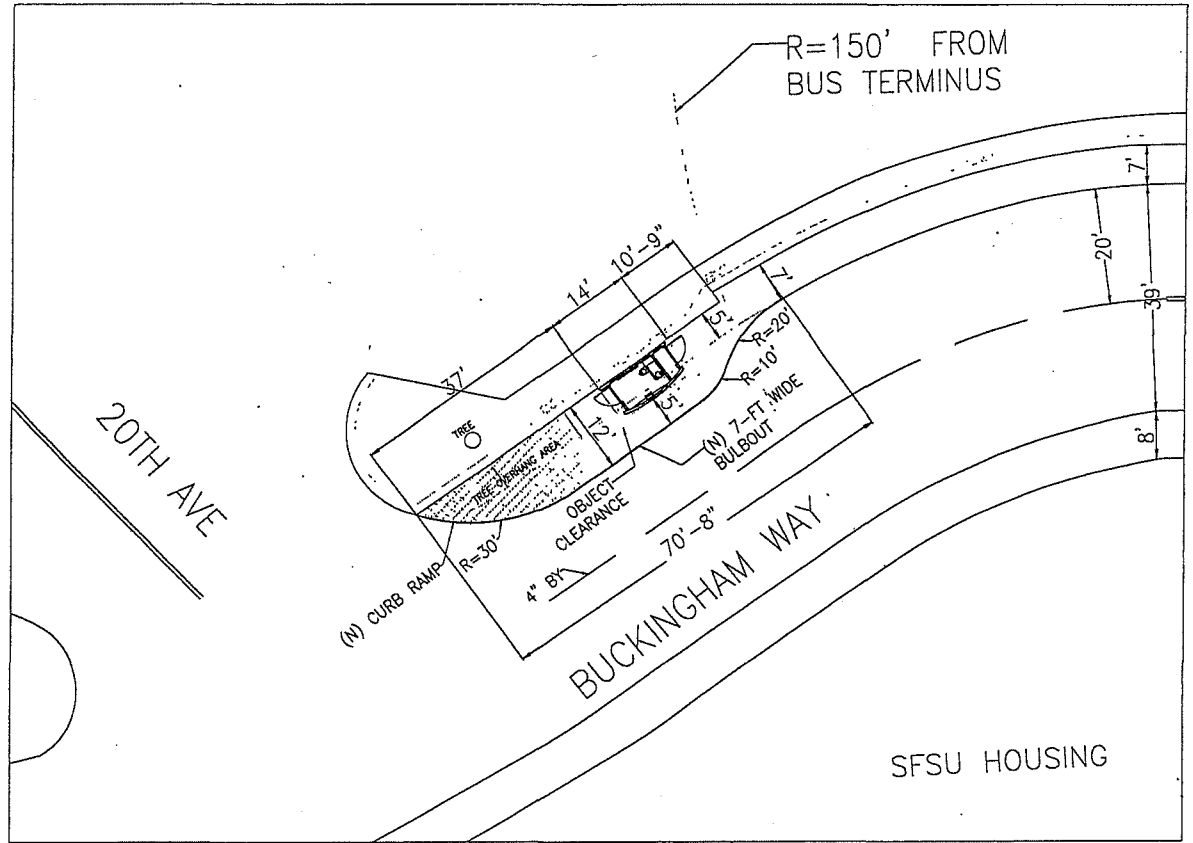 R=150' FROM
BUS TERMINUS
7'
20'
39'
8'
10'-9"
14'
37'
7'
5'
R=20'
R=10'
5'
12'
TREE
TREE OVERHANG AREA
(N) 7-FT WIDE
BULBOUT
OBJECT
CLEARANCE
R=30'
(N) CURB RAMP
4" BY
70'-8"
20TH AVE
BUCKINGHAM WAY
SFSU HOUSING